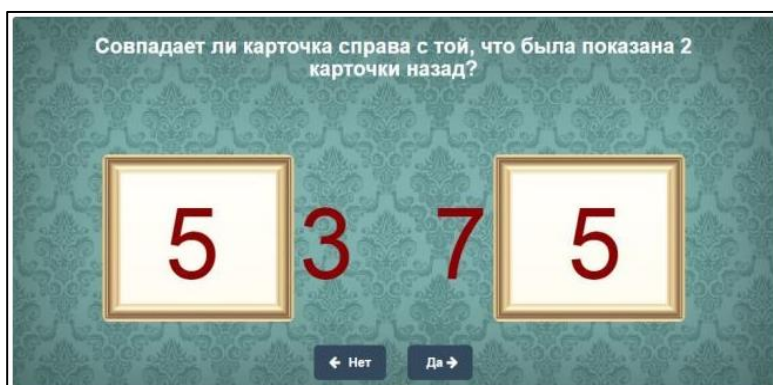 Совпадает ли карточка справа с той, что была показана 2
карточки назад?
5 3 7 5
← Нет Да →